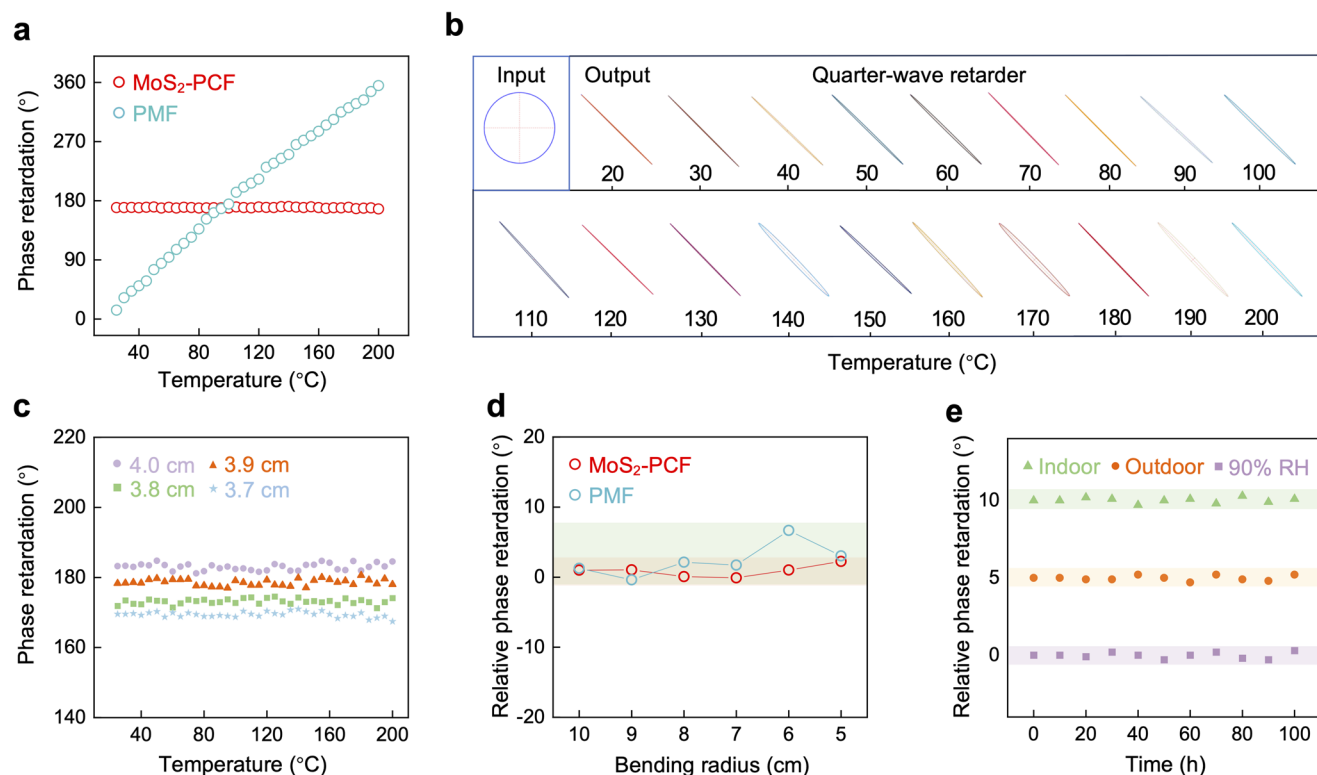 a
MoS₂-PCF
PMF
Phase retardation (°)
360
270
180
90
0
40 80 120 160 200
Temperature (°C)
b
Input Output Quarter-wave retarder
20 30 40 50 60 70 80 90 100
110 120 130 140 150 160 170 180 190 200
Temperature (°C)
c
4.0 cm 3.9 cm
3.8 cm 3.7 cm
Phase retardation (°)
220
200
180
160
140
40 80 120 160 200
Temperature (°C)
d
MoS₂-PCF
PMF
Relative phase retardation (°)
20
10
0
-10
-20
10 9 8 7 6 5
Bending radius (cm)
e
Indoor Outdoor 90% RH
Relative phase retardation (°)
10
5
0
0 20 40 60 80 100
Time (h)